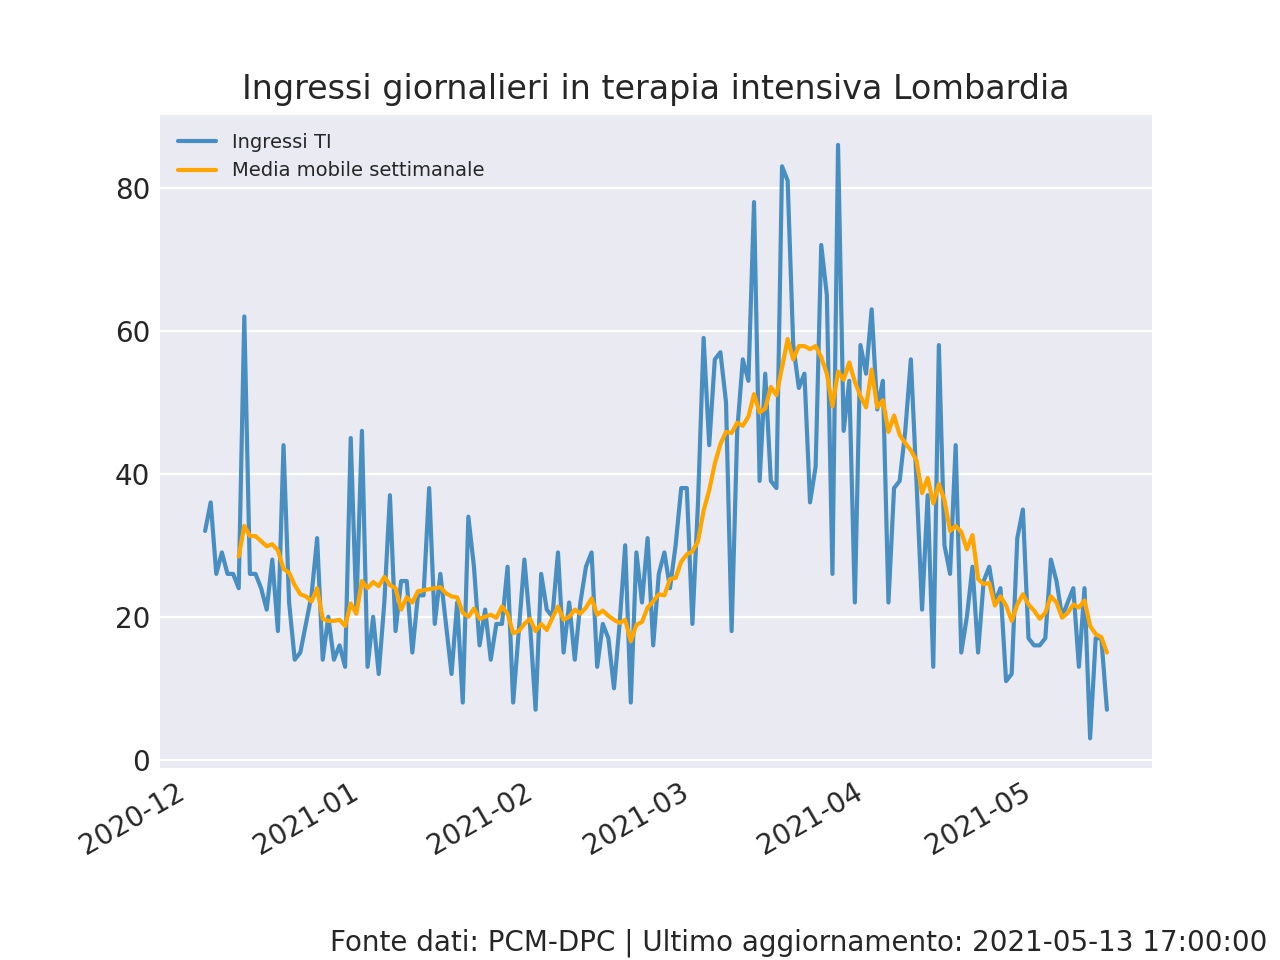 Ingressi giornalieri in terapia intensiva Lombardia
Ingressi TI
Media mobile settimanale
80
60
40
20
0
2020-12
2021-01
2021-02
2021-03
2021-04
2021-05
Fonte dati: PCM-DPC | Ultimo aggiornamento: 2021-05-13 17:00:00